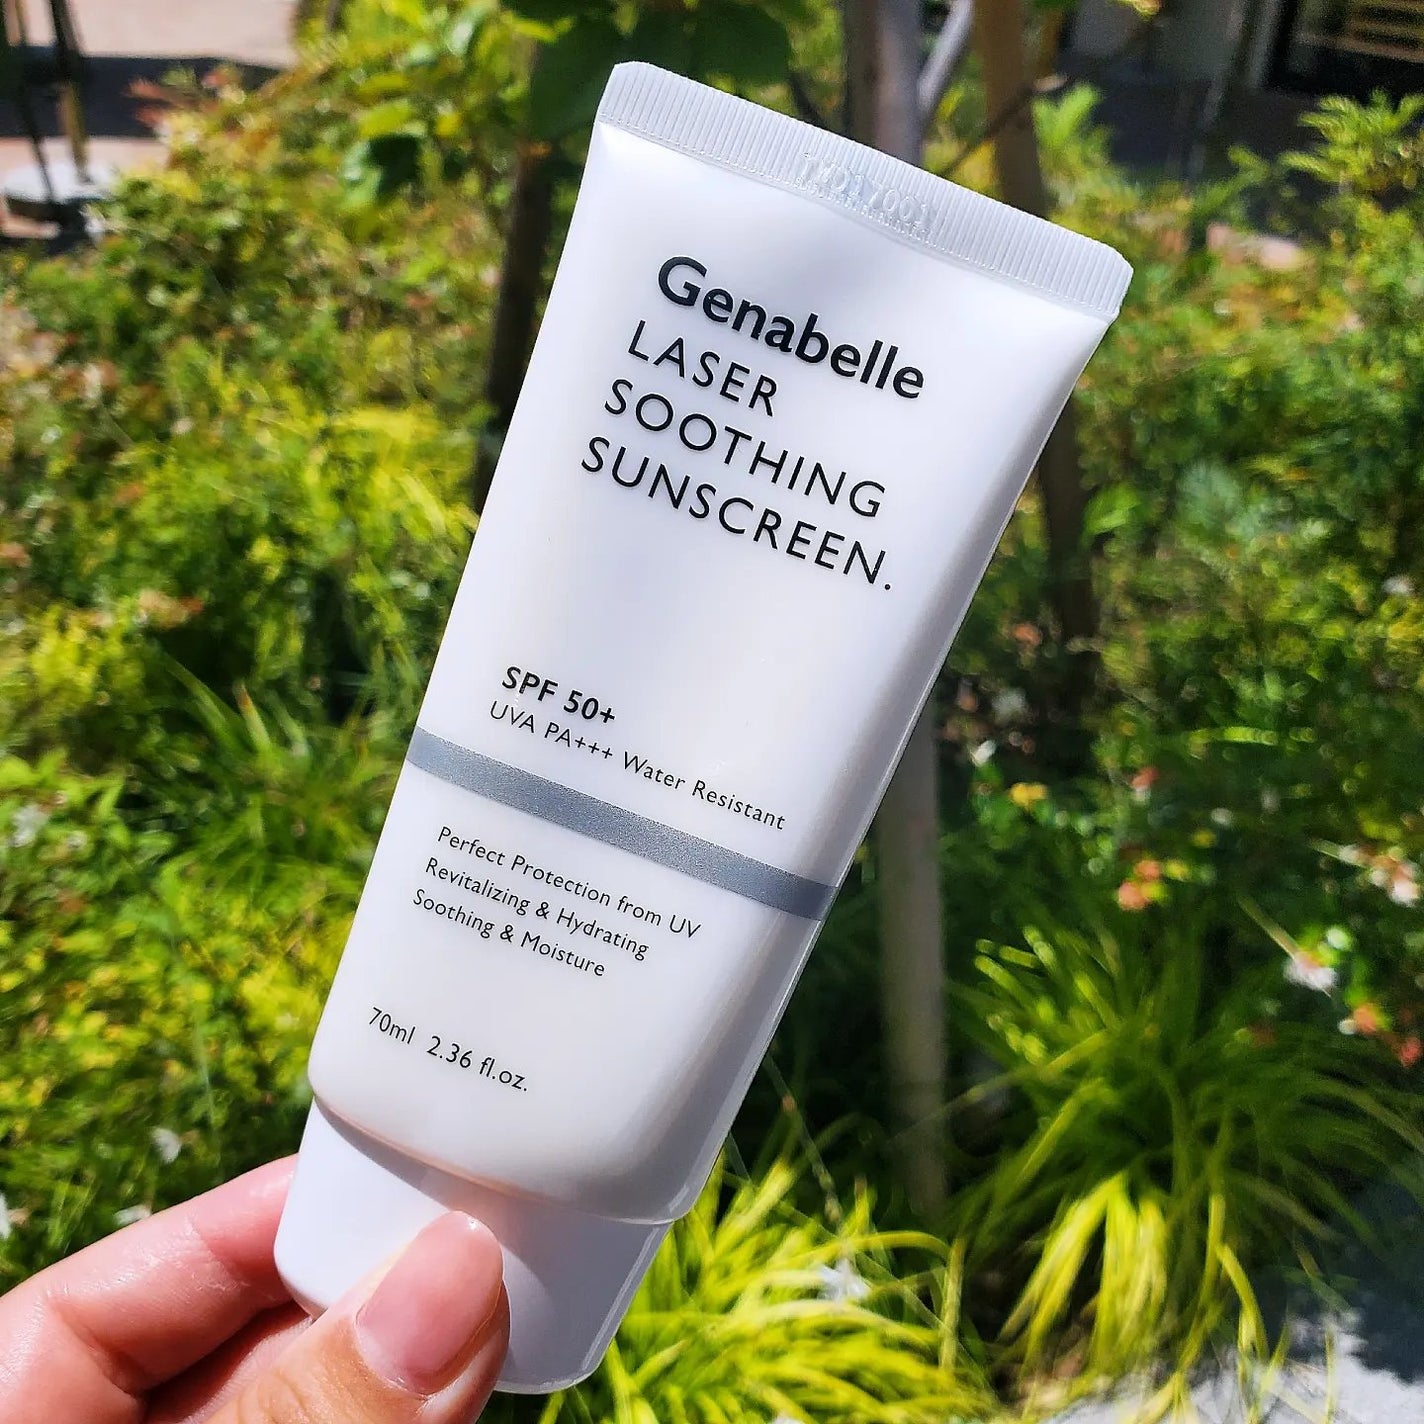 Genabelle
LASER
SOOTHING
SUNSCREEN.
SPF 50+
UVA PA+++ Water Resistant
Perfect Protection from UV
Revitalizing & Hydrating
Soothing & Moisture
70ml 2.36 fl.oz.